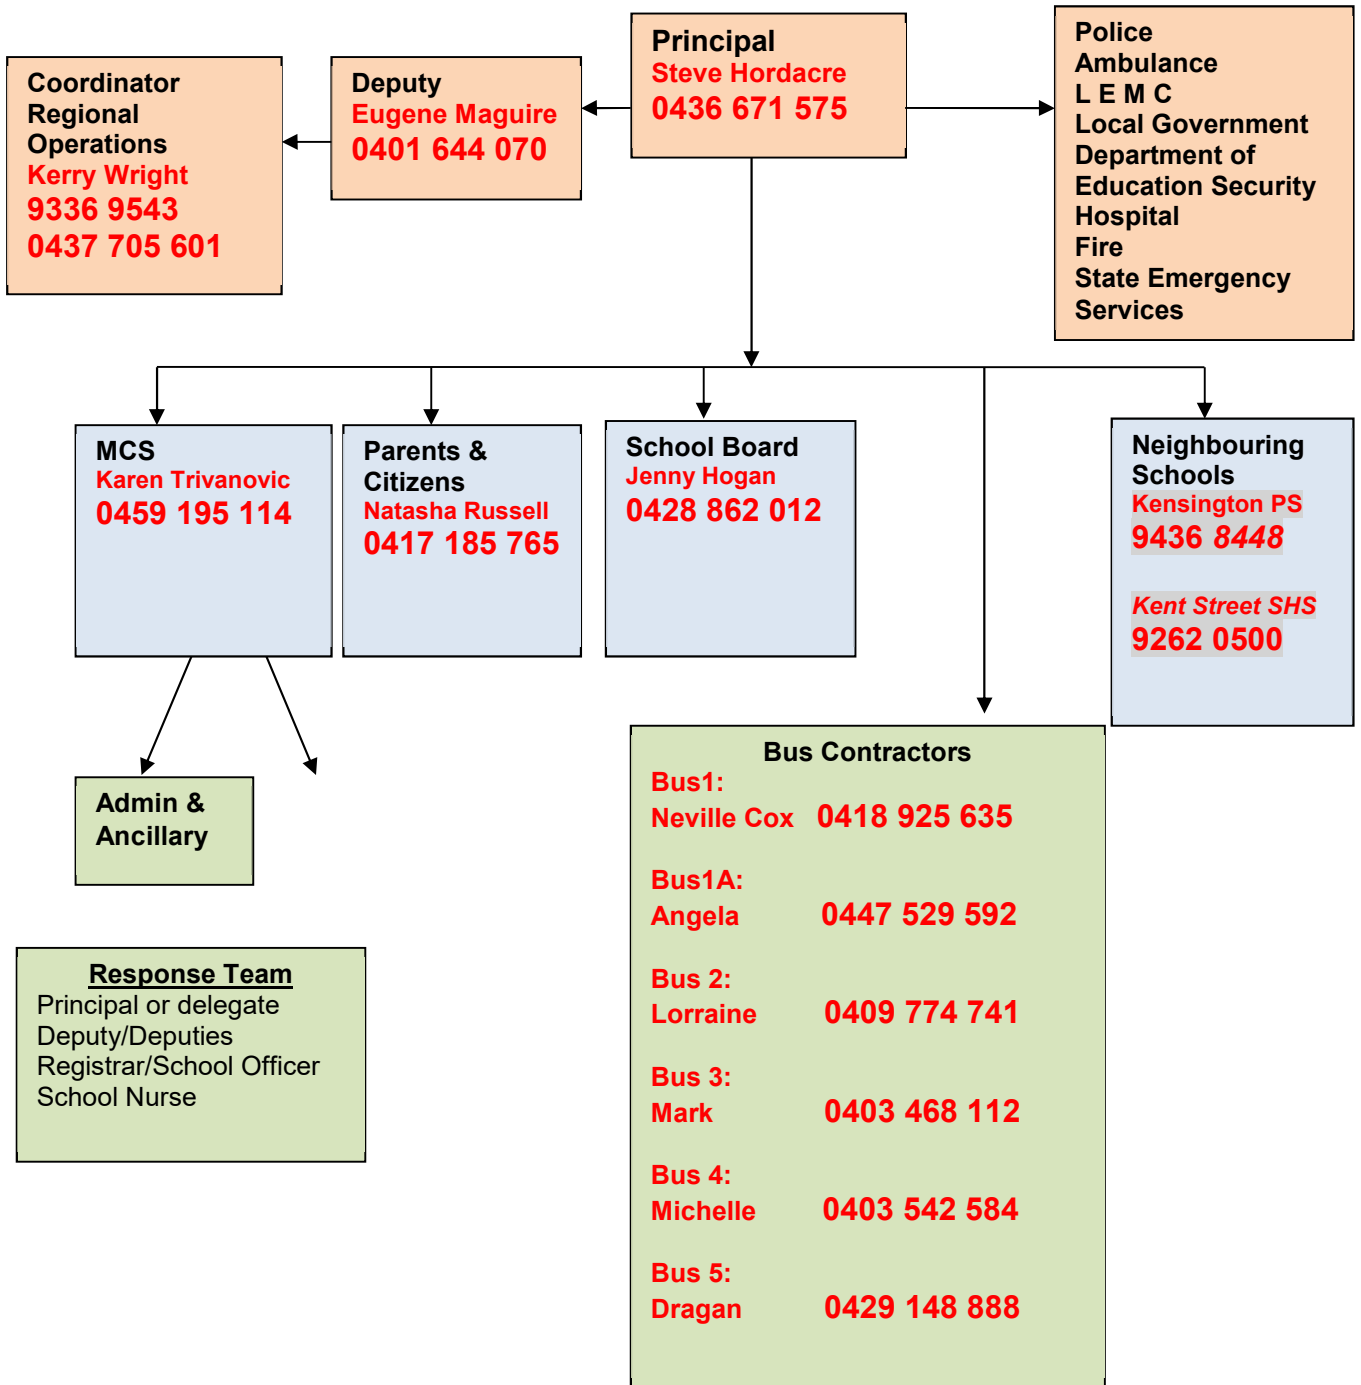 Principal
Steve Hordacre
0436 671 575
Police
Ambulance
L E M C
Local Government
Department of
Education Security
Hospital
Fire
State Emergency
Services
Deputy
Eugene Maguire
0401 644 070
Coordinator
Regional
Operations
Kerry Wright
9336 9543
0437 705 601
MCS
Karen Trivanovic
0459 195 114
Parents &
Citizens
Natasha Russell
0417 185 765
School Board
Jenny Hogan
0428 862 012
Neighbouring
Schools
Kensington PS
9436 8448
Kent Street SHS
9262 0500
Admin &
Ancillary
Response Team
Principal or delegate
Deputy/Deputies
Registrar/School Officer
School Nurse
Bus Contractors
Bus1:
Neville Cox 0418 925 635
Bus1A:
Angela 0447 529 592
Bus 2:
Lorraine 0409 774 741
Bus 3:
Mark 0403 468 112
Bus 4:
Michelle 0403 542 584
Bus 5:
Dragan 0429 148 888